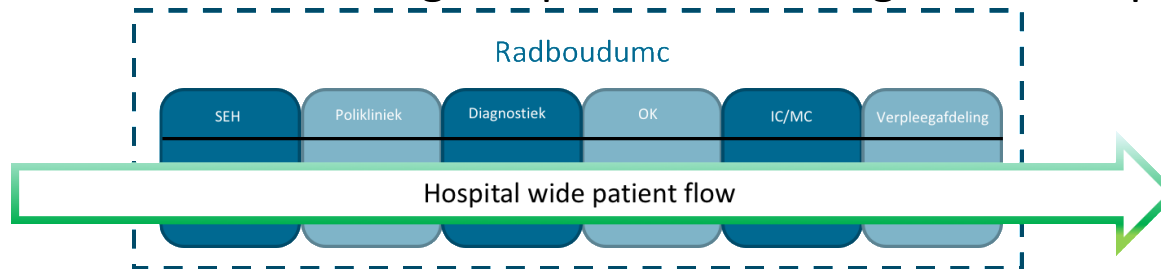 Radboudumc
SEH
Polikliniek
Diagnostiek
OK
IC/MC
Verpleegafdeling
Hospital wide patient flow